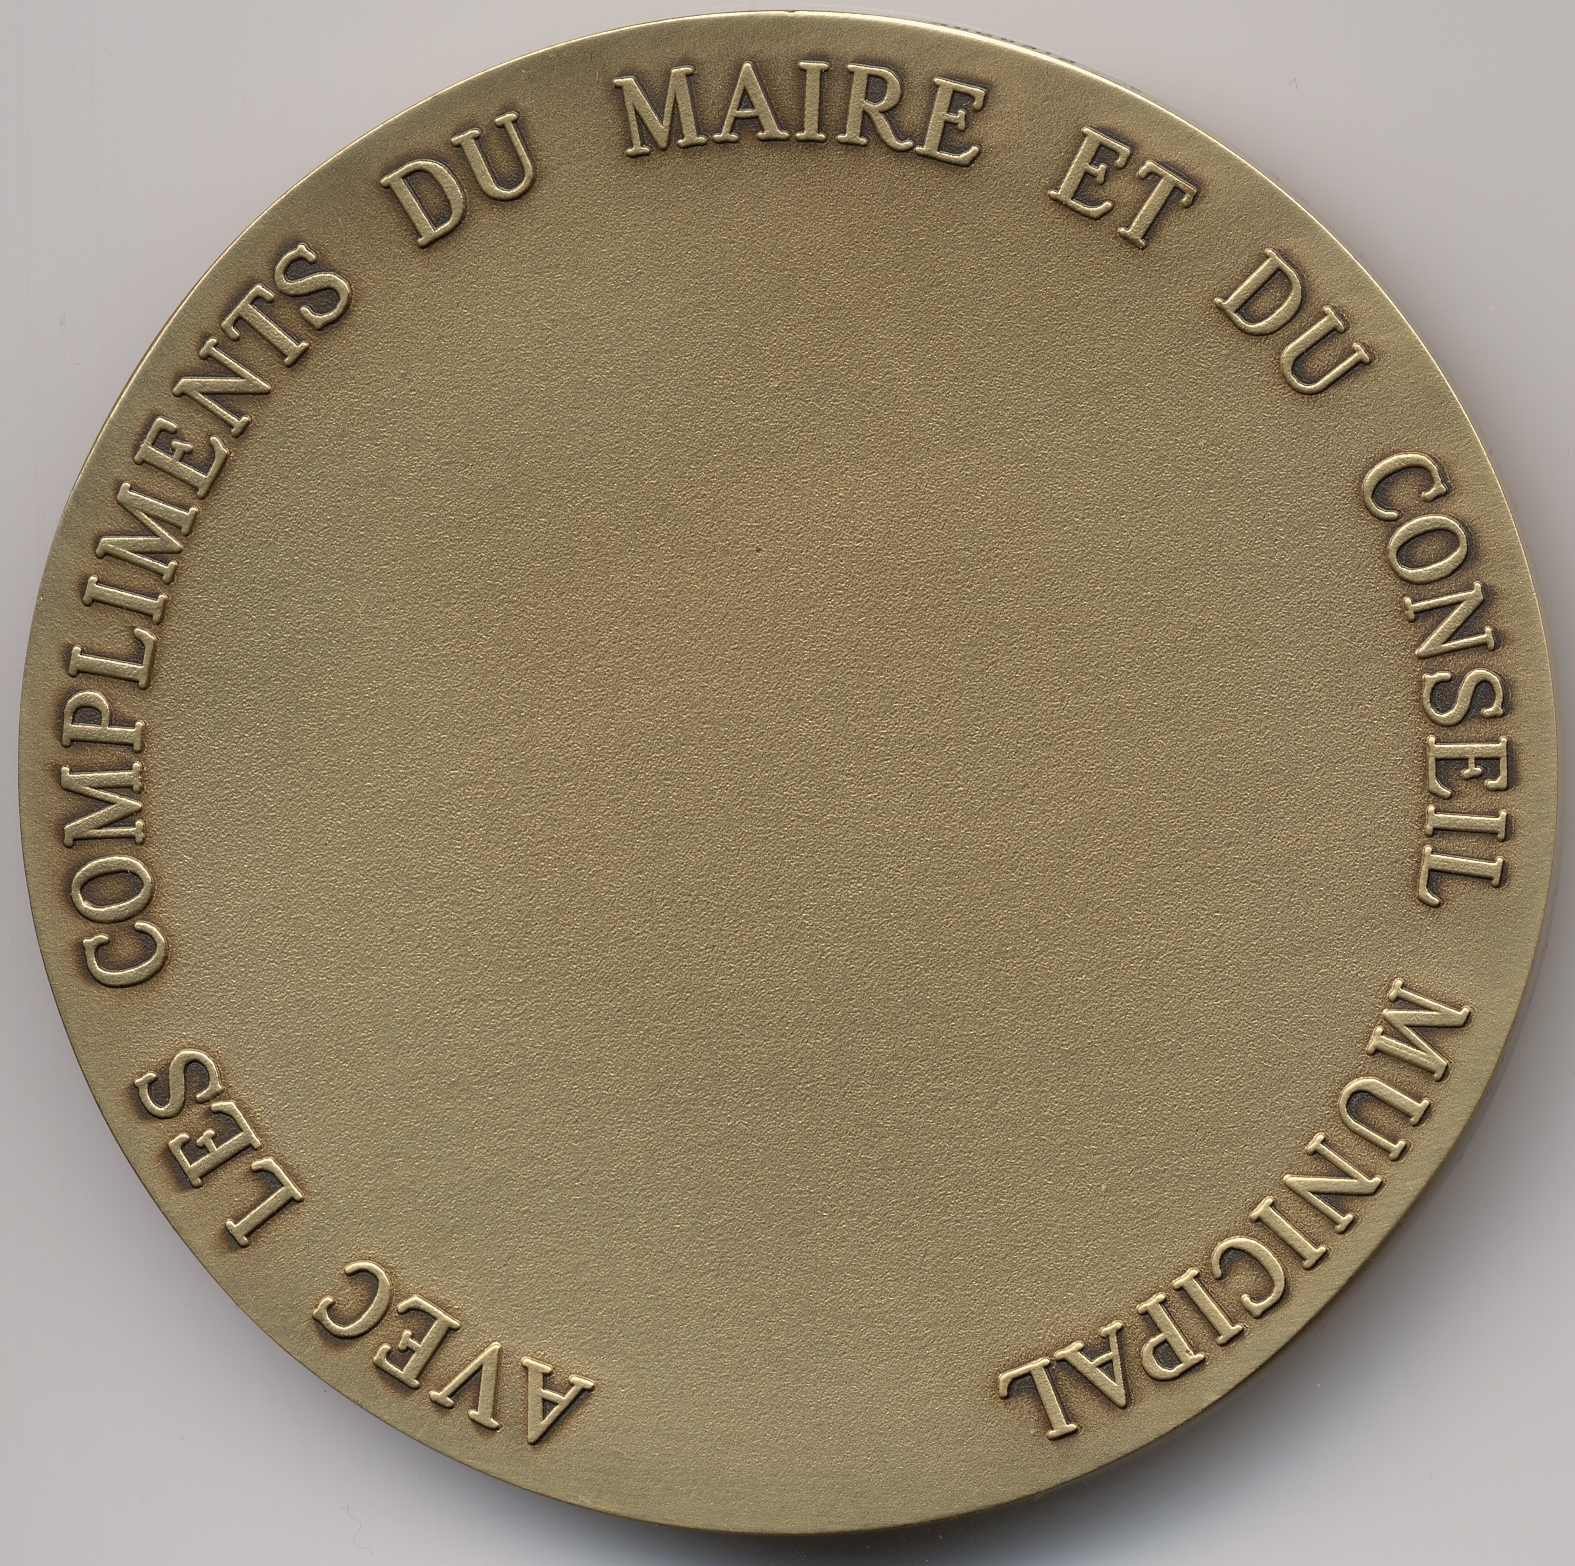 AVEC LES COMPLIMENTS DU MAIRE ET DU CONSEIL MUNICIPAL